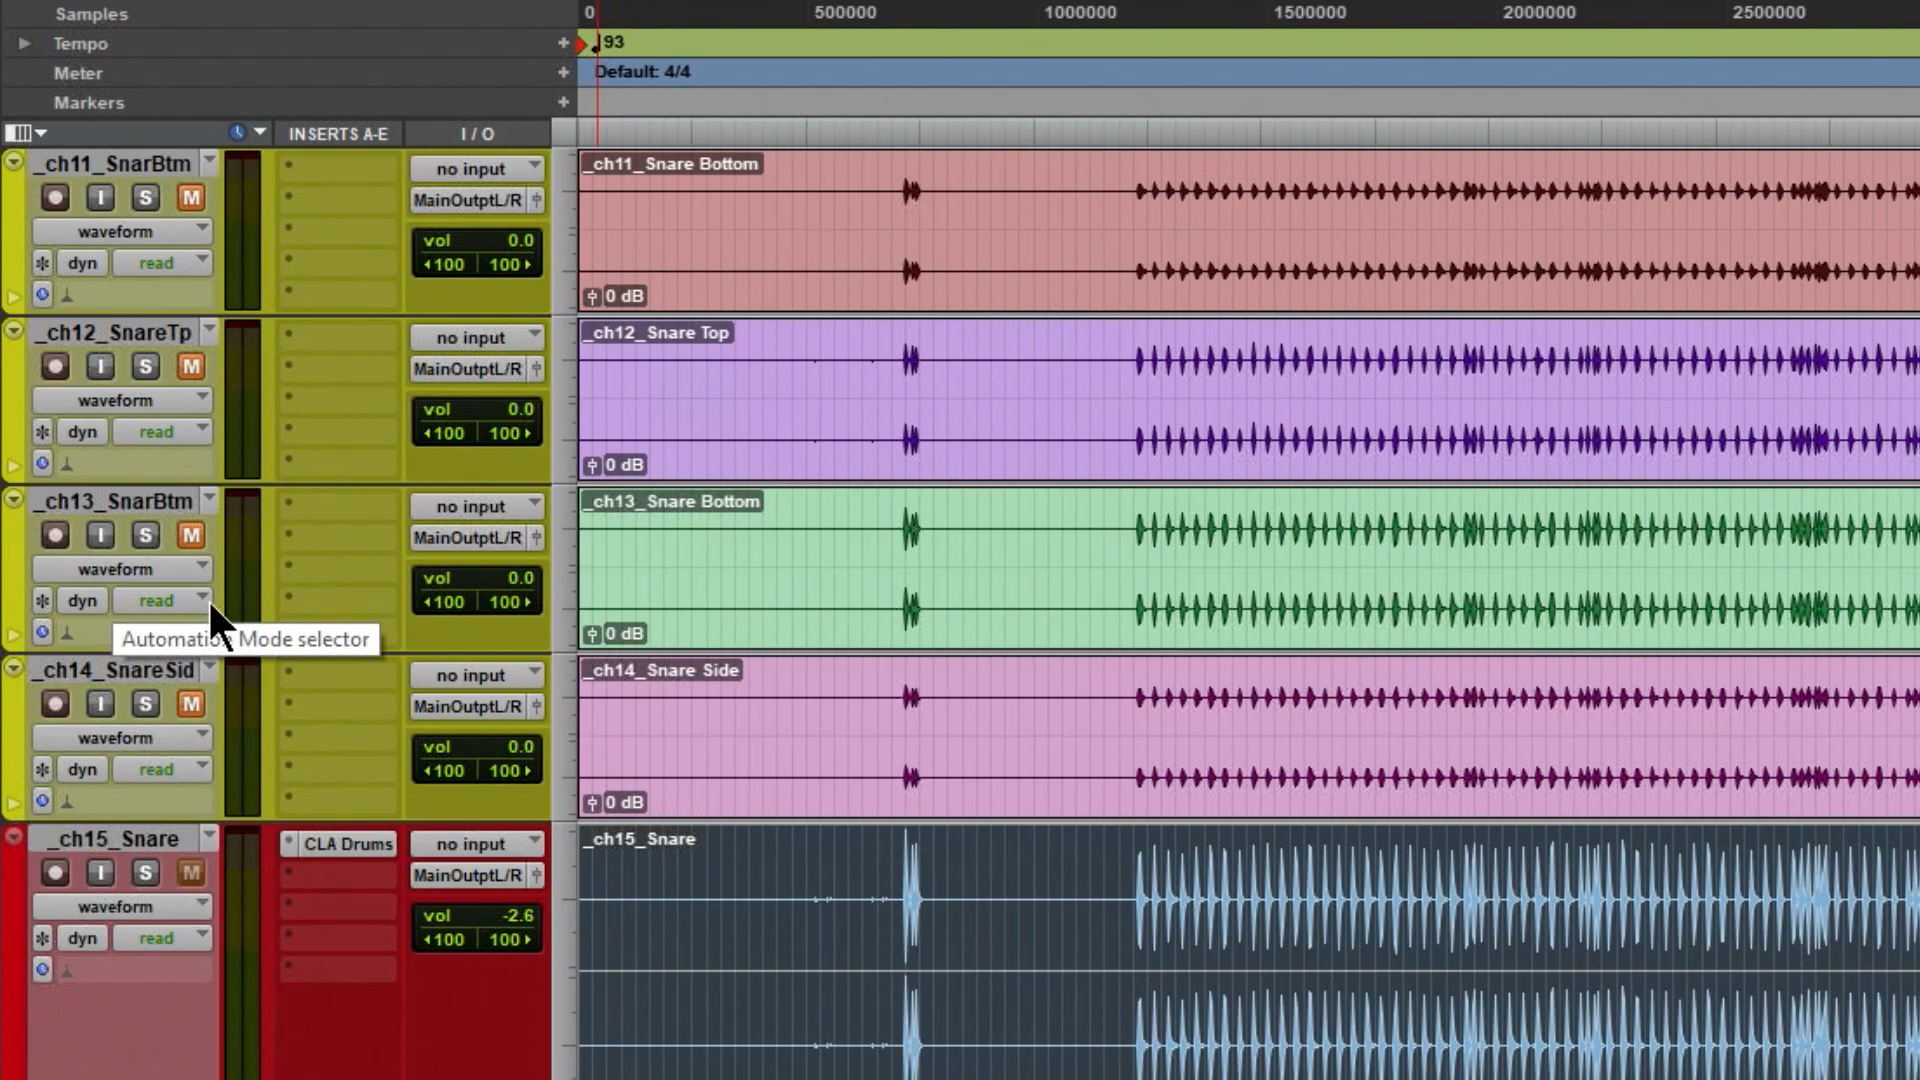 Samples
0 500000 1000000 1500000 2000000 2500000
Tempo +
93
Meter +
Default: 4/4
Markers +
INSERTS A-E I / O
_ch11_SnarBtm
I S M
waveform
dyn read
no input
MainOutptL/R
vol 0.0
100 100
_ch11_Snare Bottom
0 dB
_ch12_SnareTp
I S M
waveform
dyn read
no input
MainOutptL/R
vol 0.0
100 100
_ch12_Snare Top
0 dB
_ch13_SnarBtm
I S M
waveform
dyn read
no input
MainOutptL/R
vol 0.0
100 100
_ch13_Snare Bottom
0 dB
Automation Mode selector
_ch14_SnareSid
I S M
waveform
dyn read
no input
MainOutptL/R
vol 0.0
100 100
_ch14_Snare Side
0 dB
_ch15_Snare
I S M
waveform
dyn read
CLA Drums
no input
MainOutptL/R
vol -2.6
100 100
_ch15_Snare